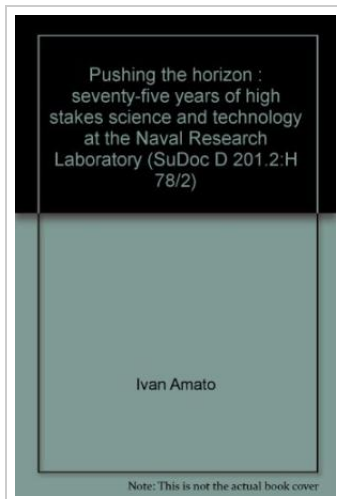 Pushing the horizon :
seventy-five years of high
stakes science and technology
at the Naval Research
Laboratory (SuDoc D 201.2:H
78/2)
Ivan Amato
Note: This is not the actual book cover